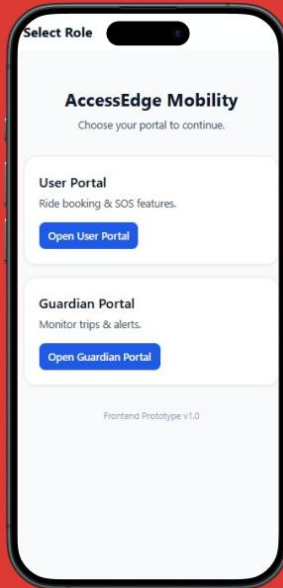 Select Role
AccessEdge Mobility
Choose your portal to continue.
User Portal
Ride booking & SOS features.
Open User Portal
Guardian Portal
Monitor trips & alerts.
Open Guardian Portal
Frontend Prototype v1.0